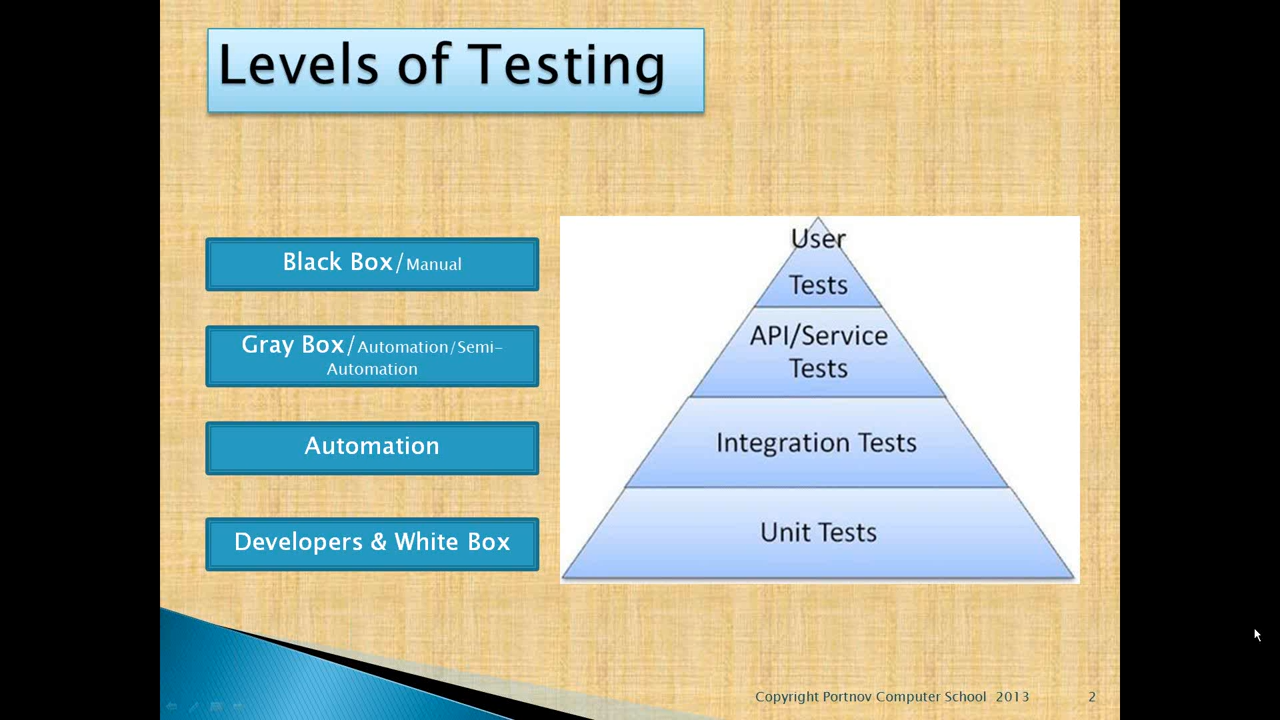 Levels of Testing
Black Box/Manual
Gray Box/Automation/Semi-
Automation
Automation
Developers & White Box
User
Tests
API/Service
Tests
Integration Tests
Unit Tests
Copyright Portnov Computer School 2013
2